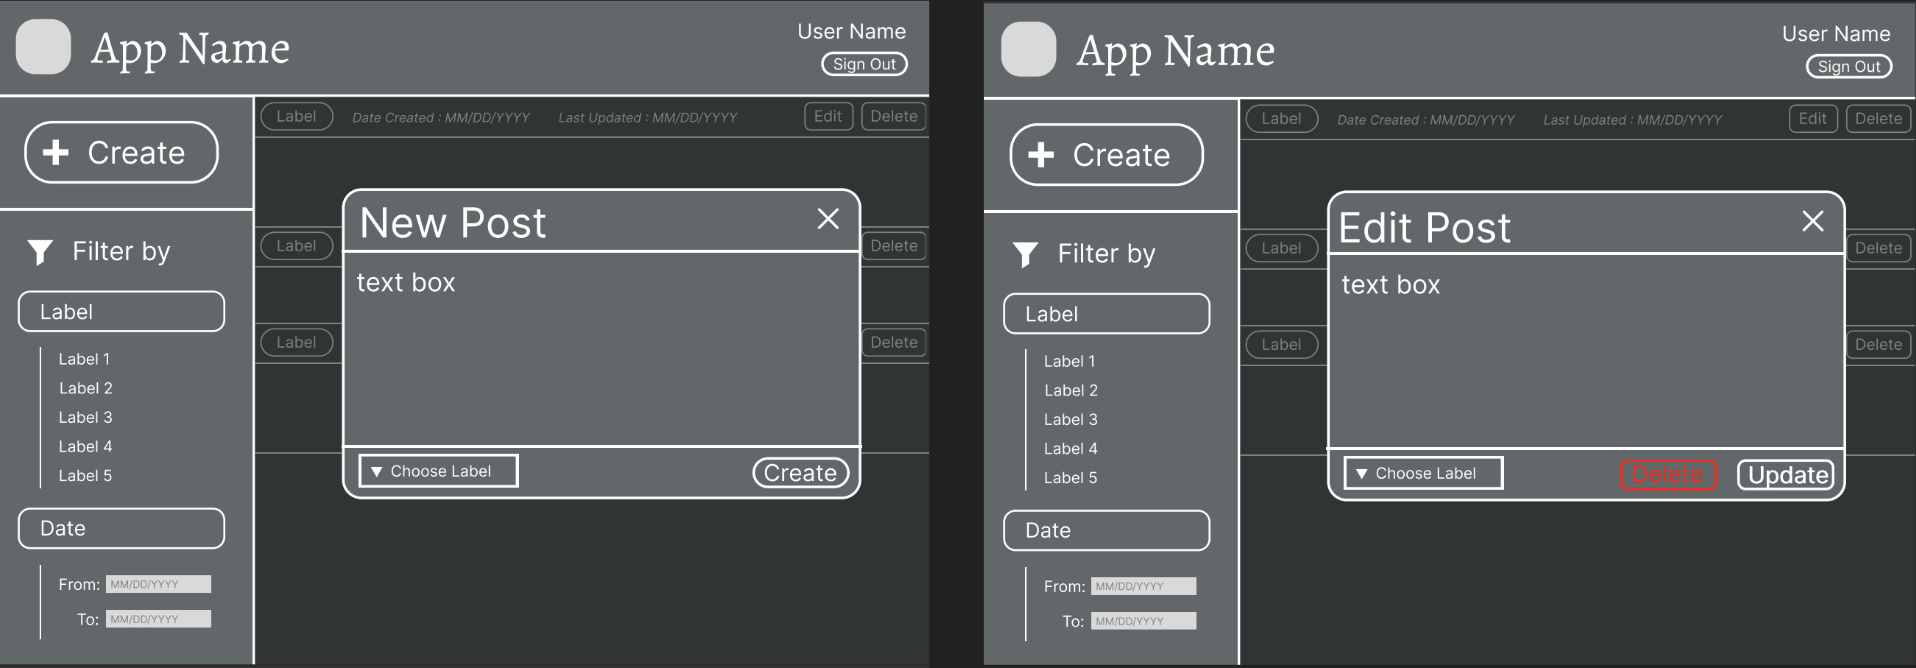 App Name
User Name
Sign Out
Create
Filter by
Label
Label 1
Label 2
Label 3
Label 4
Label 5
Date
From: MM/DD/YYYY
To: MM/DD/YYYY
Label Date Created : MM/DD/YYYY Last Updated : MM/DD/YYYY Edit Delete
Label Delete
Label Delete
New Post
text box
Choose Label Create
App Name
User Name
Sign Out
Create
Filter by
Label
Label 1
Label 2
Label 3
Label 4
Label 5
Date
From: MM/DD/YYYY
To: MM/DD/YYYY
Label Date Created : MM/DD/YYYY Last Updated : MM/DD/YYYY Edit Delete
Label Delete
Label Delete
Edit Post
text box
Choose Label Delete Update